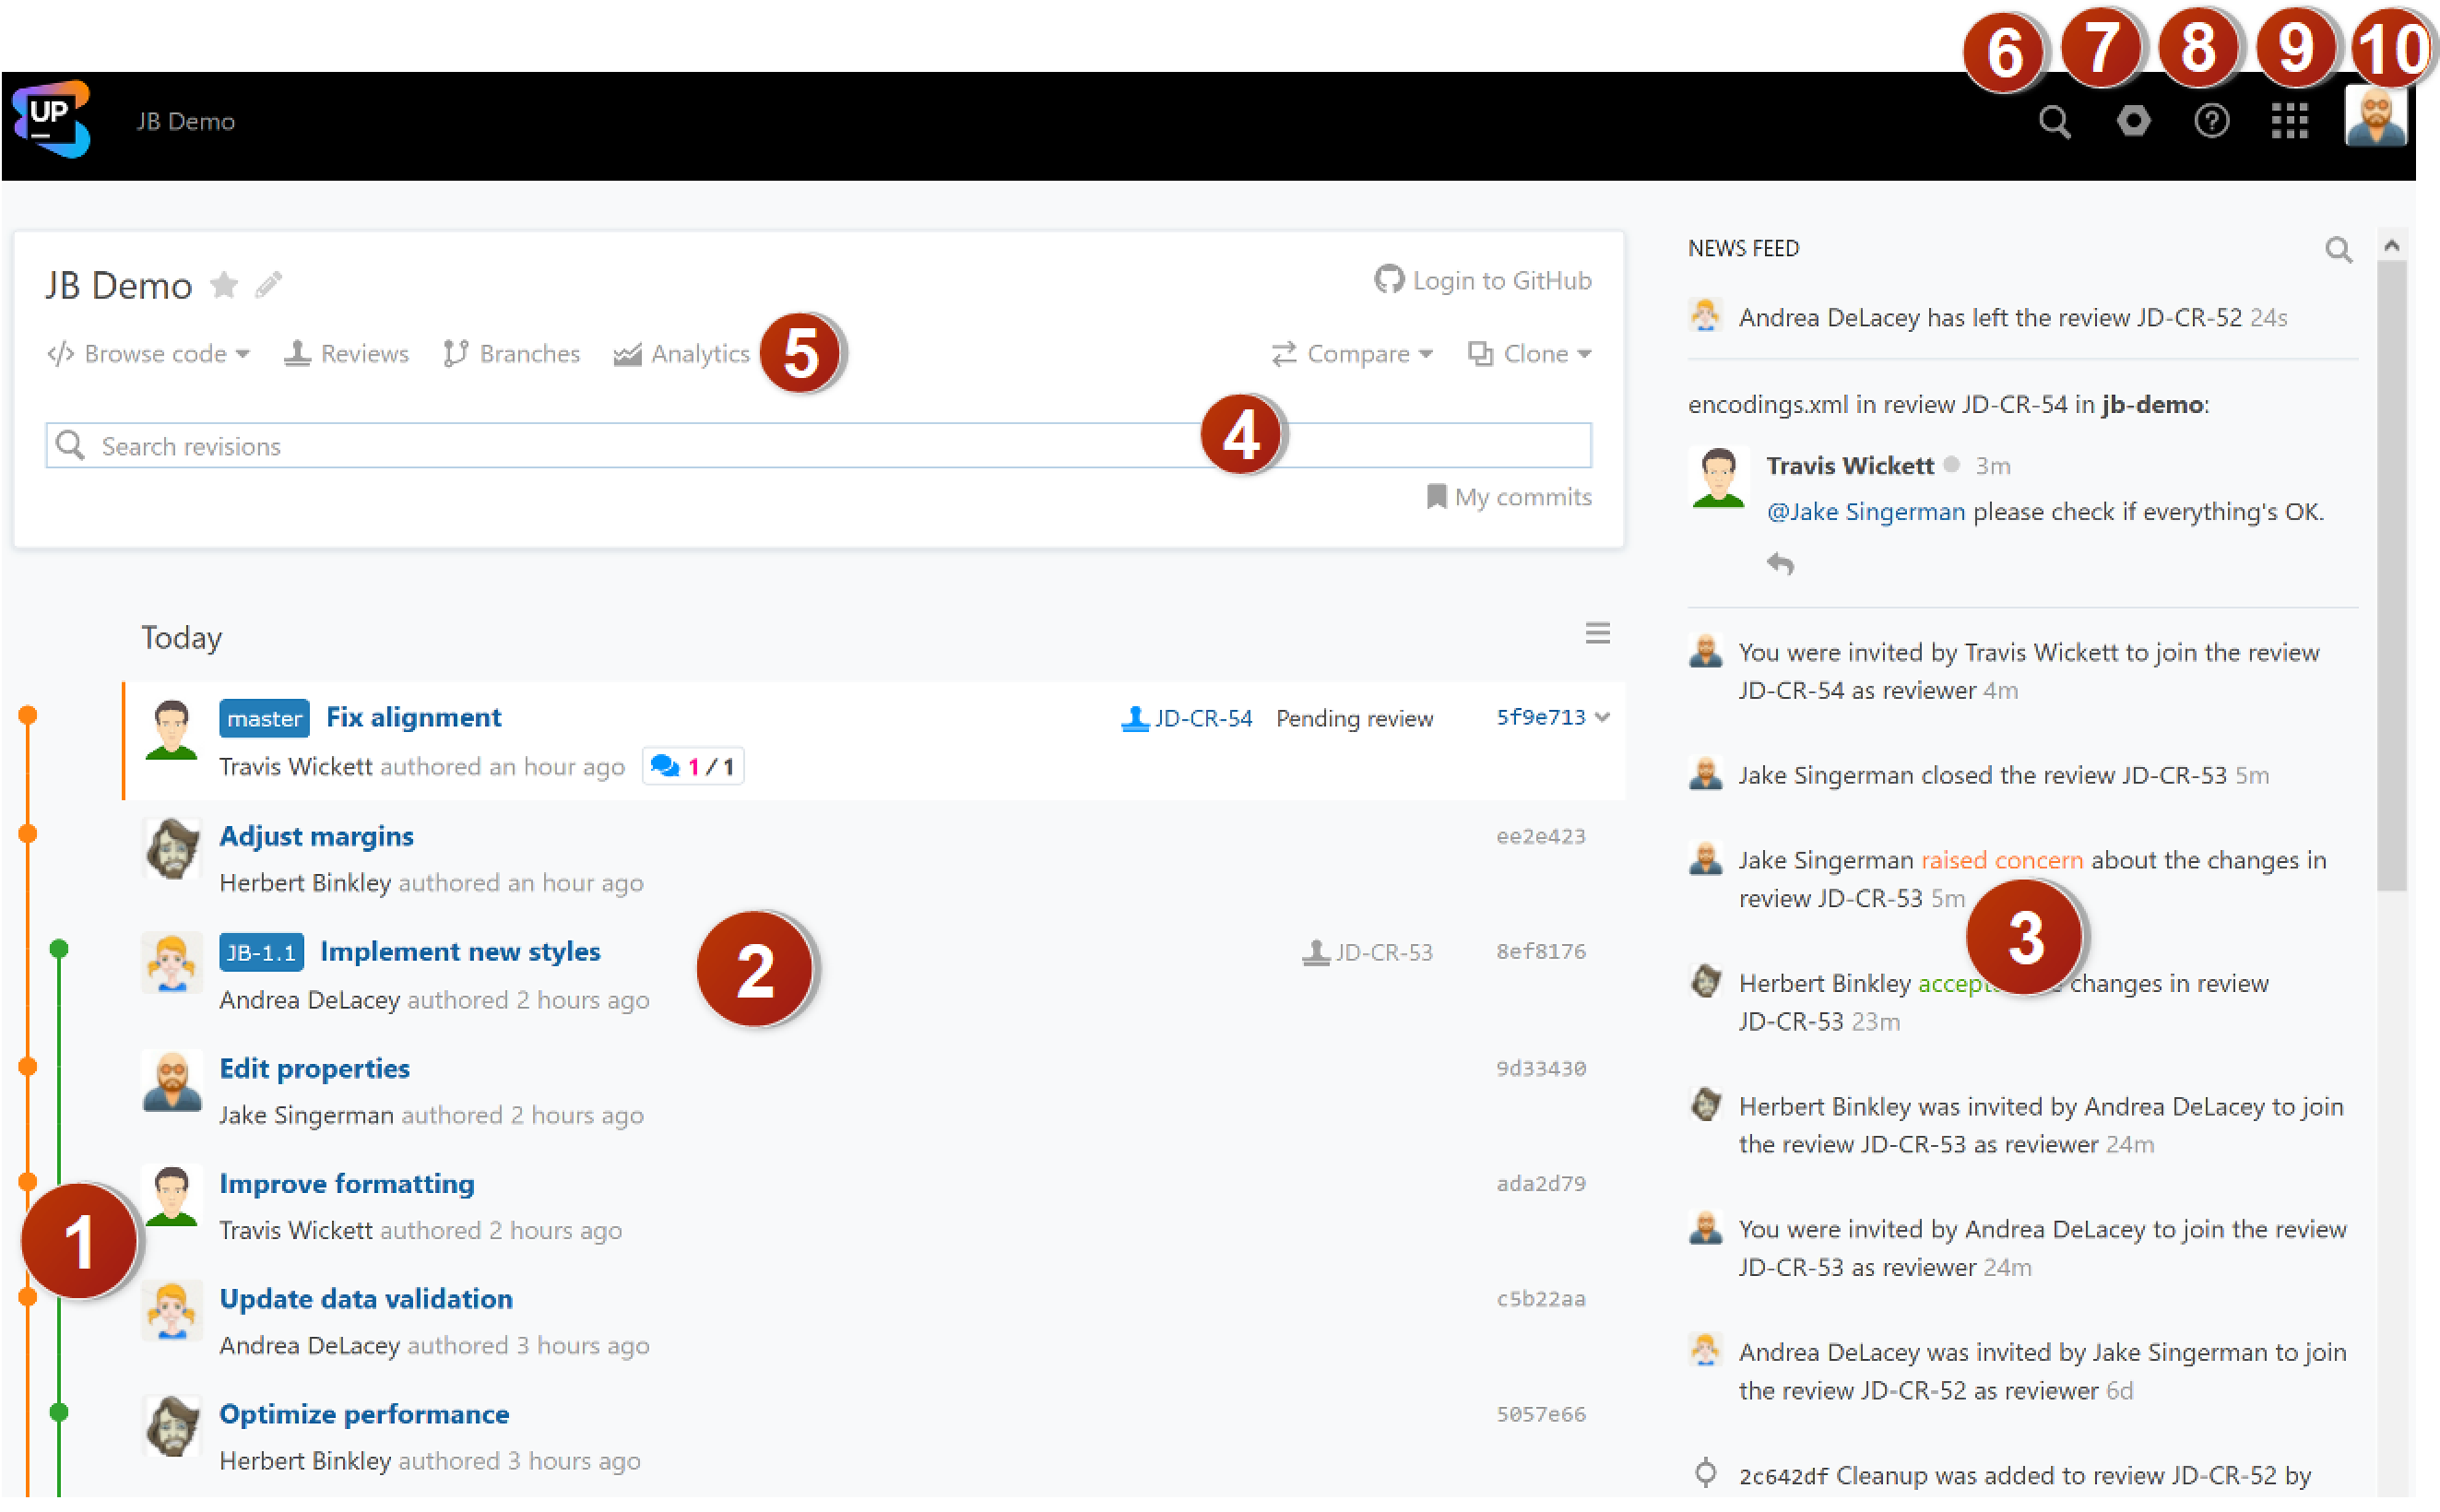 6 7 8 9 10
UP
JB Demo
JB Demo
Login to GitHub
Browse code
Reviews
Branches
Analytics
5
Compare
Clone
4
Search revisions
My commits
Today
master Fix alignment
JD-CR-54 Pending review 5f9e713
Travis Wickett authored an hour ago 1 / 1
Adjust margins ee2e423
Herbert Binkley authored an hour ago
JB-1.1 Implement new styles JD-CR-53 8ef8176
2
Andrea DeLacey authored 2 hours ago
Edit properties 9d33430
Jake Singerman authored 2 hours ago
Improve formatting ada2d79
1
Travis Wickett authored 2 hours ago
Update data validation c5b22aa
Andrea DeLacey authored 3 hours ago
Optimize performance 5057e66
Herbert Binkley authored 3 hours ago
NEWS FEED
Andrea DeLacey has left the review JD-CR-52 24s
encodings.xml in review JD-CR-54 in jb-demo:
Travis Wickett 3m
@Jake Singerman please check if everything's OK.
You were invited by Travis Wickett to join the review
JD-CR-54 as reviewer 4m
Jake Singerman closed the review JD-CR-53 5m
Jake Singerman raised concern about the changes in
review JD-CR-53 5m
3
Herbert Binkley changes in review
JD-CR-53 23m
Herbert Binkley was invited by Andrea DeLacey to join
the review JD-CR-53 as reviewer 24m
You were invited by Andrea DeLacey to join the review
JD-CR-53 as reviewer 24m
Andrea DeLacey was invited by Jake Singerman to join
the review JD-CR-52 as reviewer 6d
2c642df Cleanup was added to review JD-CR-52 by